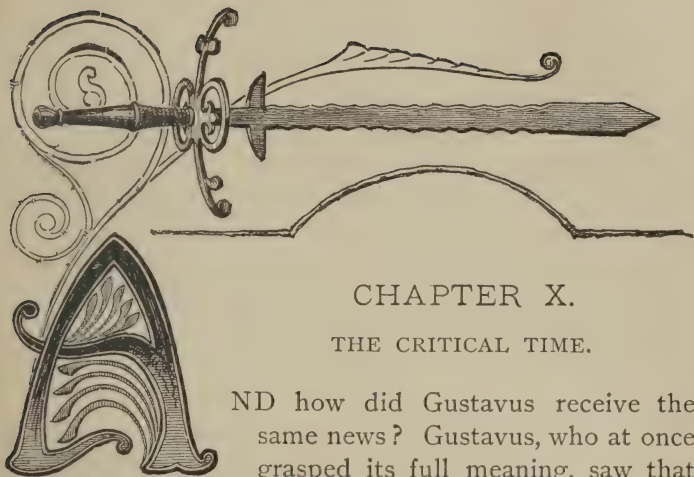 CHAPTER X.
THE CRITICAL TIME.
AND how did Gustavus receive the
same news? Gustavus, who at once
grasped its full meaning, saw that